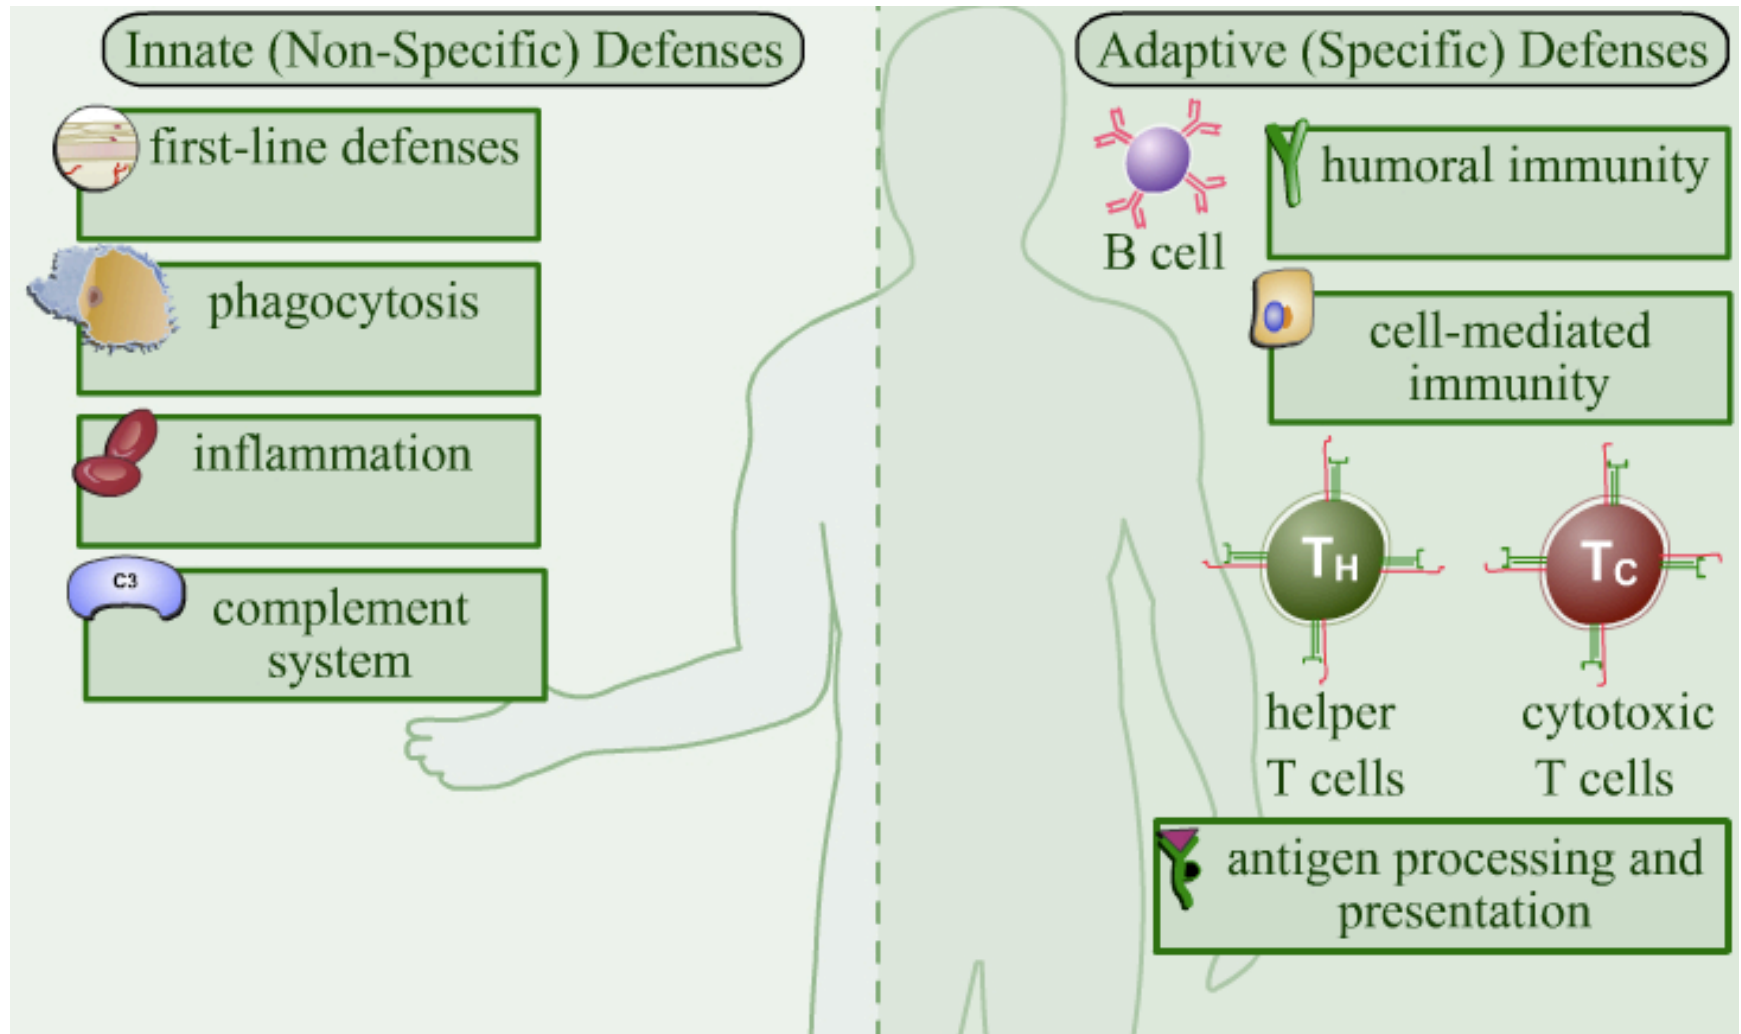 Innate (Non-Specific) Defenses
first-line defenses
phagocytosis
inflammation
C3
complement
system
Adaptive (Specific) Defenses
B cell
humoral immunity
cell-mediated
immunity
TH
helper
T cells
TC
cytotoxic
T cells
antigen processing and
presentation